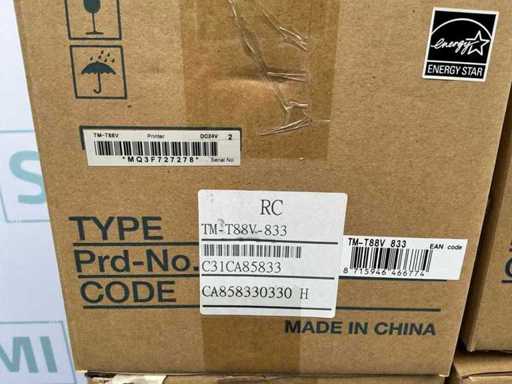 energy
ENERGY STAR
TM-T88V Printer DC24V 2
*MQ3F727278*
Serial No.
RC
TYPE TM-T88V-833
Prd-No. C31CA85833
CODE CA858330330 H
TM-T88V 833 EAN code
8 715946 466774
MADE IN CHINA
S
MI